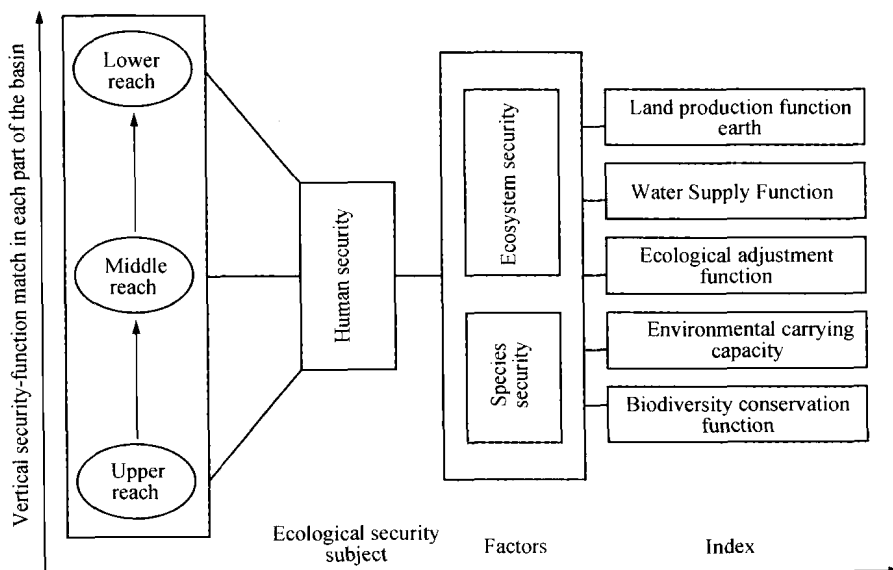 Vertical security-function match in each part of the basin
Lower
reach
Middle
reach
Upper
reach
Human security
Ecosystem security
Species
security
Land production function
earth
Water Supply Function
Ecological adjustment
function
Environmental carrying
capacity
Biodiversity conservation
function
Ecological security
subject
Factors
Index